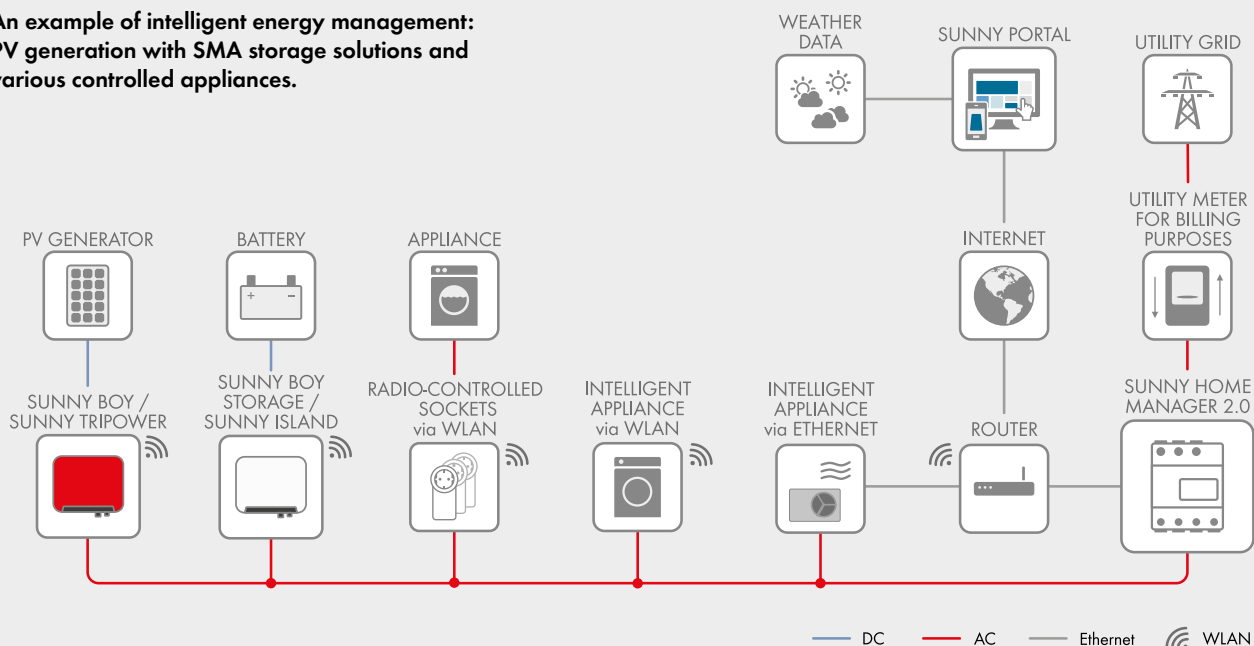 An example of intelligent energy management:
PV generation with SMA storage solutions and
various controlled appliances.
WEATHER
DATA
SUNNY PORTAL
UTILITY GRID
UTILITY METER
FOR BILLING
PURPOSES
PV GENERATOR
BATTERY
APPLIANCE
INTERNET
SUNNY BOY /
SUNNY TRIPOWER
SUNNY BOY
STORAGE /
SUNNY ISLAND
RADIO-CONTROLLED
SOCKETS
via WLAN
INTELLIGENT
APPLIANCE
via WLAN
INTELLIGENT
APPLIANCE
via ETHERNET
ROUTER
SUNNY HOME
MANAGER 2.0
DC
AC
Ethernet
WLAN